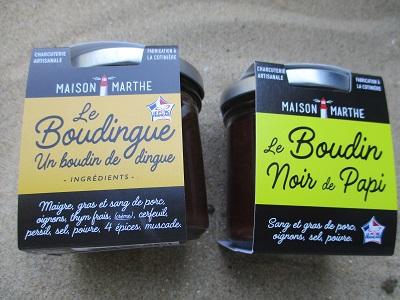 CHARCUTERIE
ARTISANALE
FABRICATION À
LA COTINIÈRE
MAISON MARTHE
Le
Boudingue
Un boudin de dingue
- INGRÉDIENTS -
Maigre, gras et sang de porc,
oignons, thym frais, (crème), cerfeuil,
persil, sel, poivre, 4 épices, muscade.
CHARCUTERIE
ARTISANALE
FABRICATION À
LA COTINIÈRE
MAISON MARTHE
Le Boudin
Noir de Papi
Sang et gras de porc,
oignons, sel, poivre.